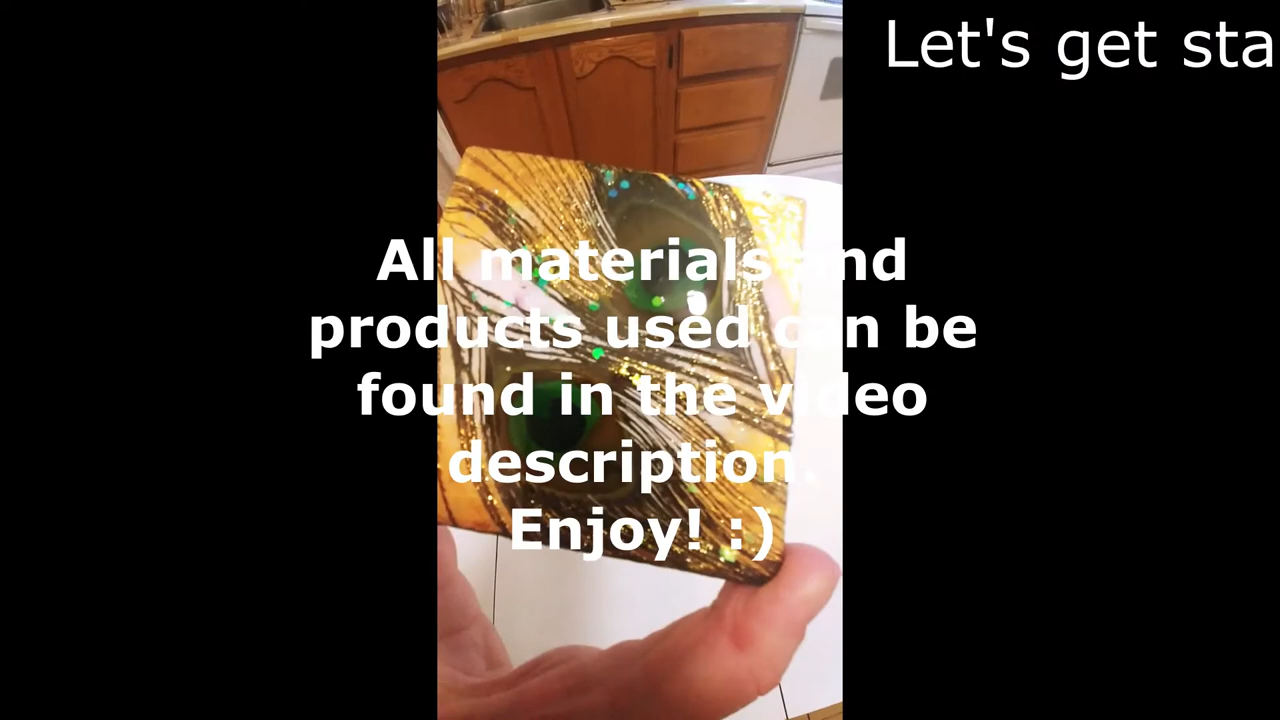 Let's get sta
All materials and
products used can be
found in the video
description.
Enjoy! :)